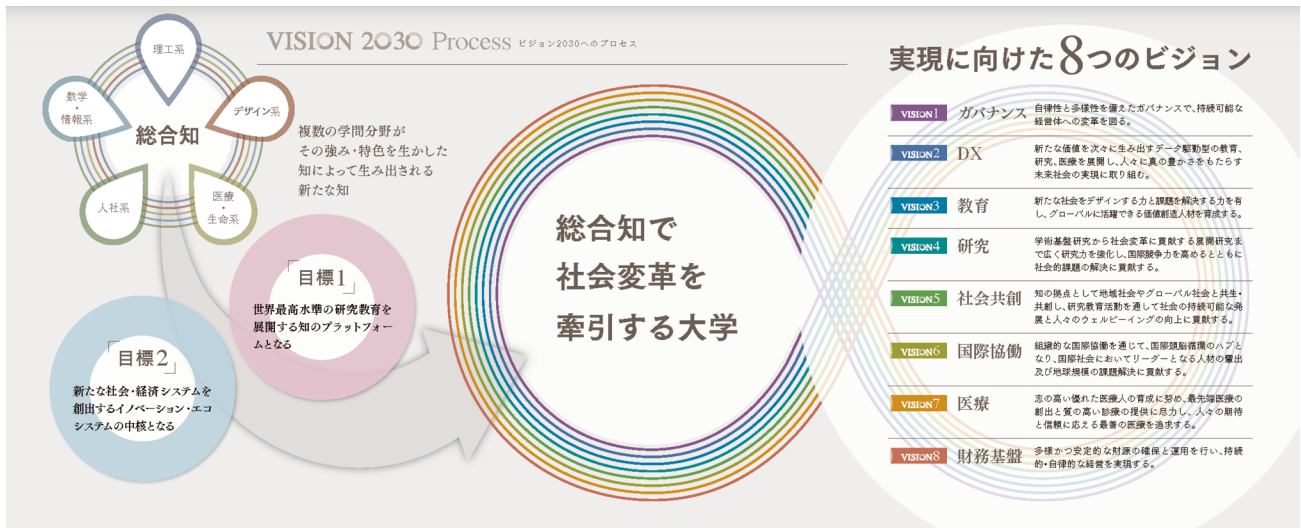 VISION 2030 Process ビジョン2030へのプロセス
理工系
数学
・
情報系
デザイン系
総合知
人社系
医療
・
生命系
複数の学問分野が
その強み・特色を生かした
知によって生み出される
新たな知
「目標1」
世界最高水準の研究教育を
展開する知のプラットフォー
ムとなる
「目標2」
新たな社会・経済システムを
創出するイノベーション・エコ
システムの中核となる
総合知で
社会変革を
牽引する大学
実現に向けた8つのビジョン
VISION1 ガバナンス
自律性と多様性を備えたガバナンスで、持続可能な
経営体への変革を図る。
VISION2 DX
新たな価値を次々に生み出すデータ駆動型の教育、
研究、医療を展開し、人々に真の豊かさをもたらす
未来社会の実現に取り組む。
VISION3 教育
新たな社会をデザインする力と課題を解決する力を有
し、グローバルに活躍できる価値創造人材を育成する。
VISION4 研究
学術基盤研究から社会変革に貢献する展開研究ま
で広く研究力を強化し、国際競争力を高めるとともに
社会的課題の解決に貢献する。
VISION5 社会共創
知の拠点として地域社会やグローバル社会と共生・
共創し、研究教育活動を通して社会の持続可能な発
展と人々のウェルビーイングの向上に貢献する。
VISION6 国際協働
組織的な国際協働を通じて、国際頭脳循環のハブと
なり、国際社会においてリーダーとなる人材の輩出
及び地球規模の課題解決に貢献する。
VISION7 医療
志の高い優れた医療人の育成に努め、最先端医療の
創出と質の高い診療の提供に尽力し、人々の期待
と信頼に応える最善の医療を追求する。
VISION8 財務基盤
多様かつ安定的な財源の確保と運用を行い、持続
的・自律的な経営を実現する。